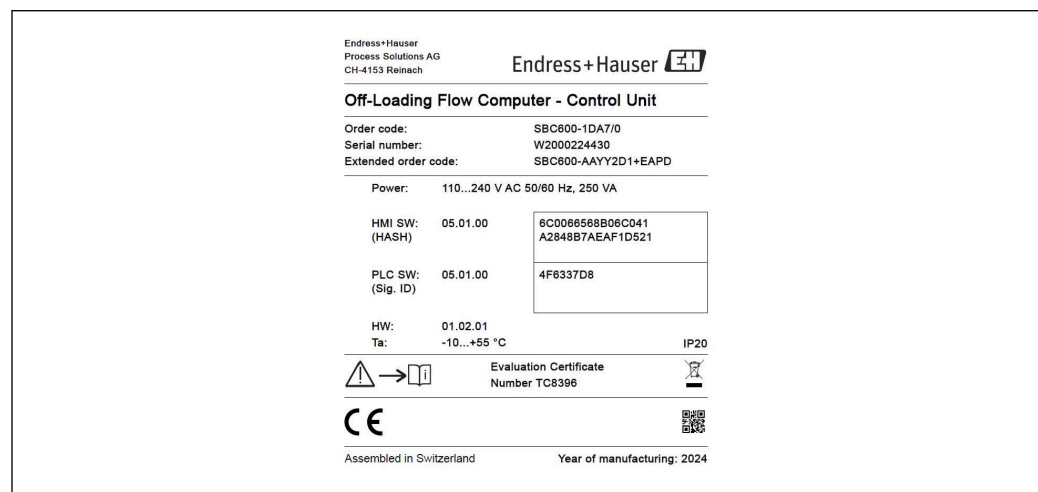 Endress+Hauser
Process Solutions AG
CH-4153 Reinach
Endress+Hauser EH
Off-Loading Flow Computer - Control Unit
Order code: SBC600-1DA7/0
Serial number: W2000224430
Extended order code: SBC600-AAYY2D1+EAPD
Power: 110...240 V AC 50/60 Hz, 250 VA
HMI SW: 05.01.00 6C0066568B06C041
(HASH) A2848B7AEAF1D521
PLC SW: 05.01.00 4F6337D8
(Sig. ID)
HW: 01.02.01
Ta: -10...+55 °C IP20
Evaluation Certificate
Number TC8396
i
CE
Assembled in Switzerland Year of manufacturing: 2024